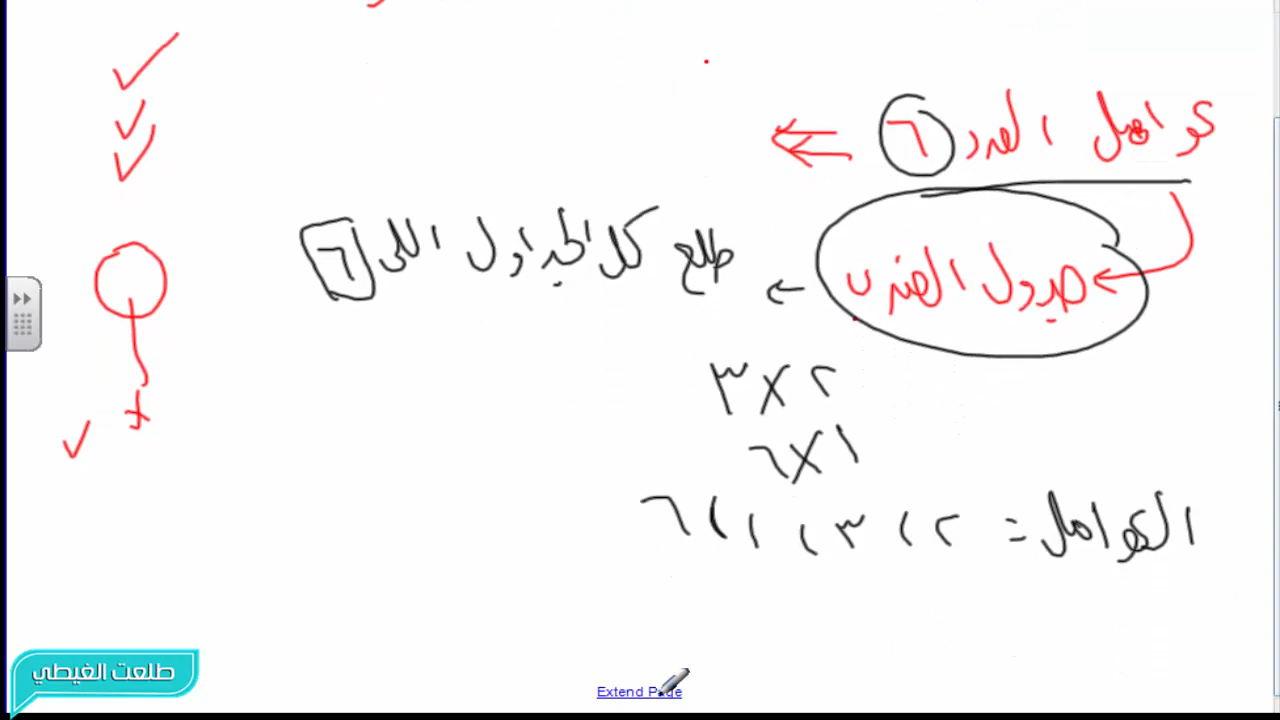 عوامل العدد ٦
جدول الضرب ← طلع كل الجداول اللى ٦
٢ × ٣
١ × ٦
العوامل = ٢ ، ٣ ، ١ ، ٦
طلعت الغيطي
Extend Page